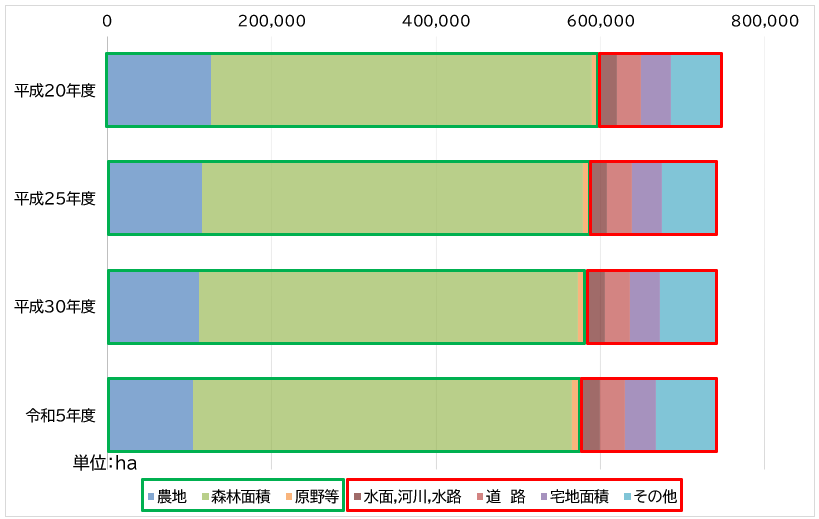 0 200,000 400,000 600,000 800,000
平成20年度
平成25年度
平成30年度
令和5年度
単位:ha
農地 森林面積 原野等 水面,河川,水路 道　路 宅地面積 その他